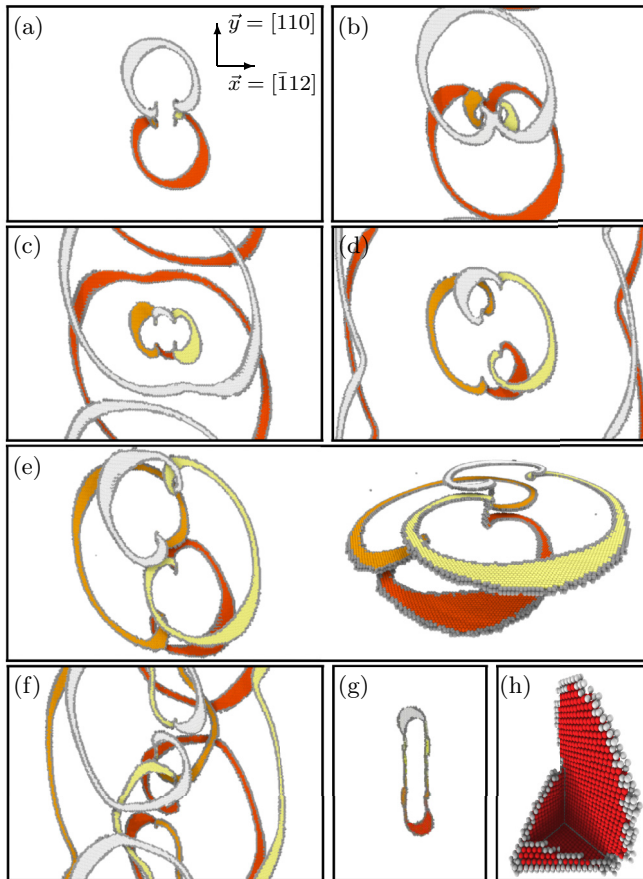 (a)
y⃗ = [110]
x⃗ = [1̄12]
(b)
(c)
(d)
(e)
(f)
(g)
(h)